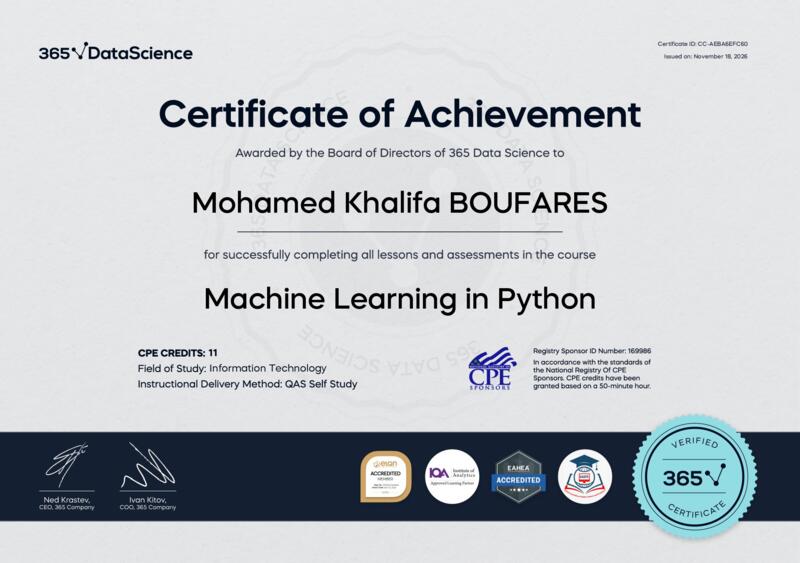 365 DataScience
Certificate ID: CC-AEBA6EFC60
Issued on: November 18, 2026
Certificate of Achievement
Awarded by the Board of Directors of 365 Data Science to
Mohamed Khalifa BOUFARES
for successfully completing all lessons and assessments in the course
Machine Learning in Python
CPE CREDITS: 11
Field of Study: Information Technology
Instructional Delivery Method: QAS Self Study
CPE
SPONSORS
Registry Sponsor ID Number: 169986
In accordance with the standards of
the National Registry Of CPE
Sponsors. CPE credits have been
granted based on a 50-minute hour.
Ned Krastev,
CEO, 365 Company
Ivan Kitov,
COO, 365 Company
ACCREDITED
IQA
Institute of
Analytics
Approved Learning Partner
EAHEA
ACCREDITED
VERIFIED
365
CERTIFICATE
365 DATA SCIENCE